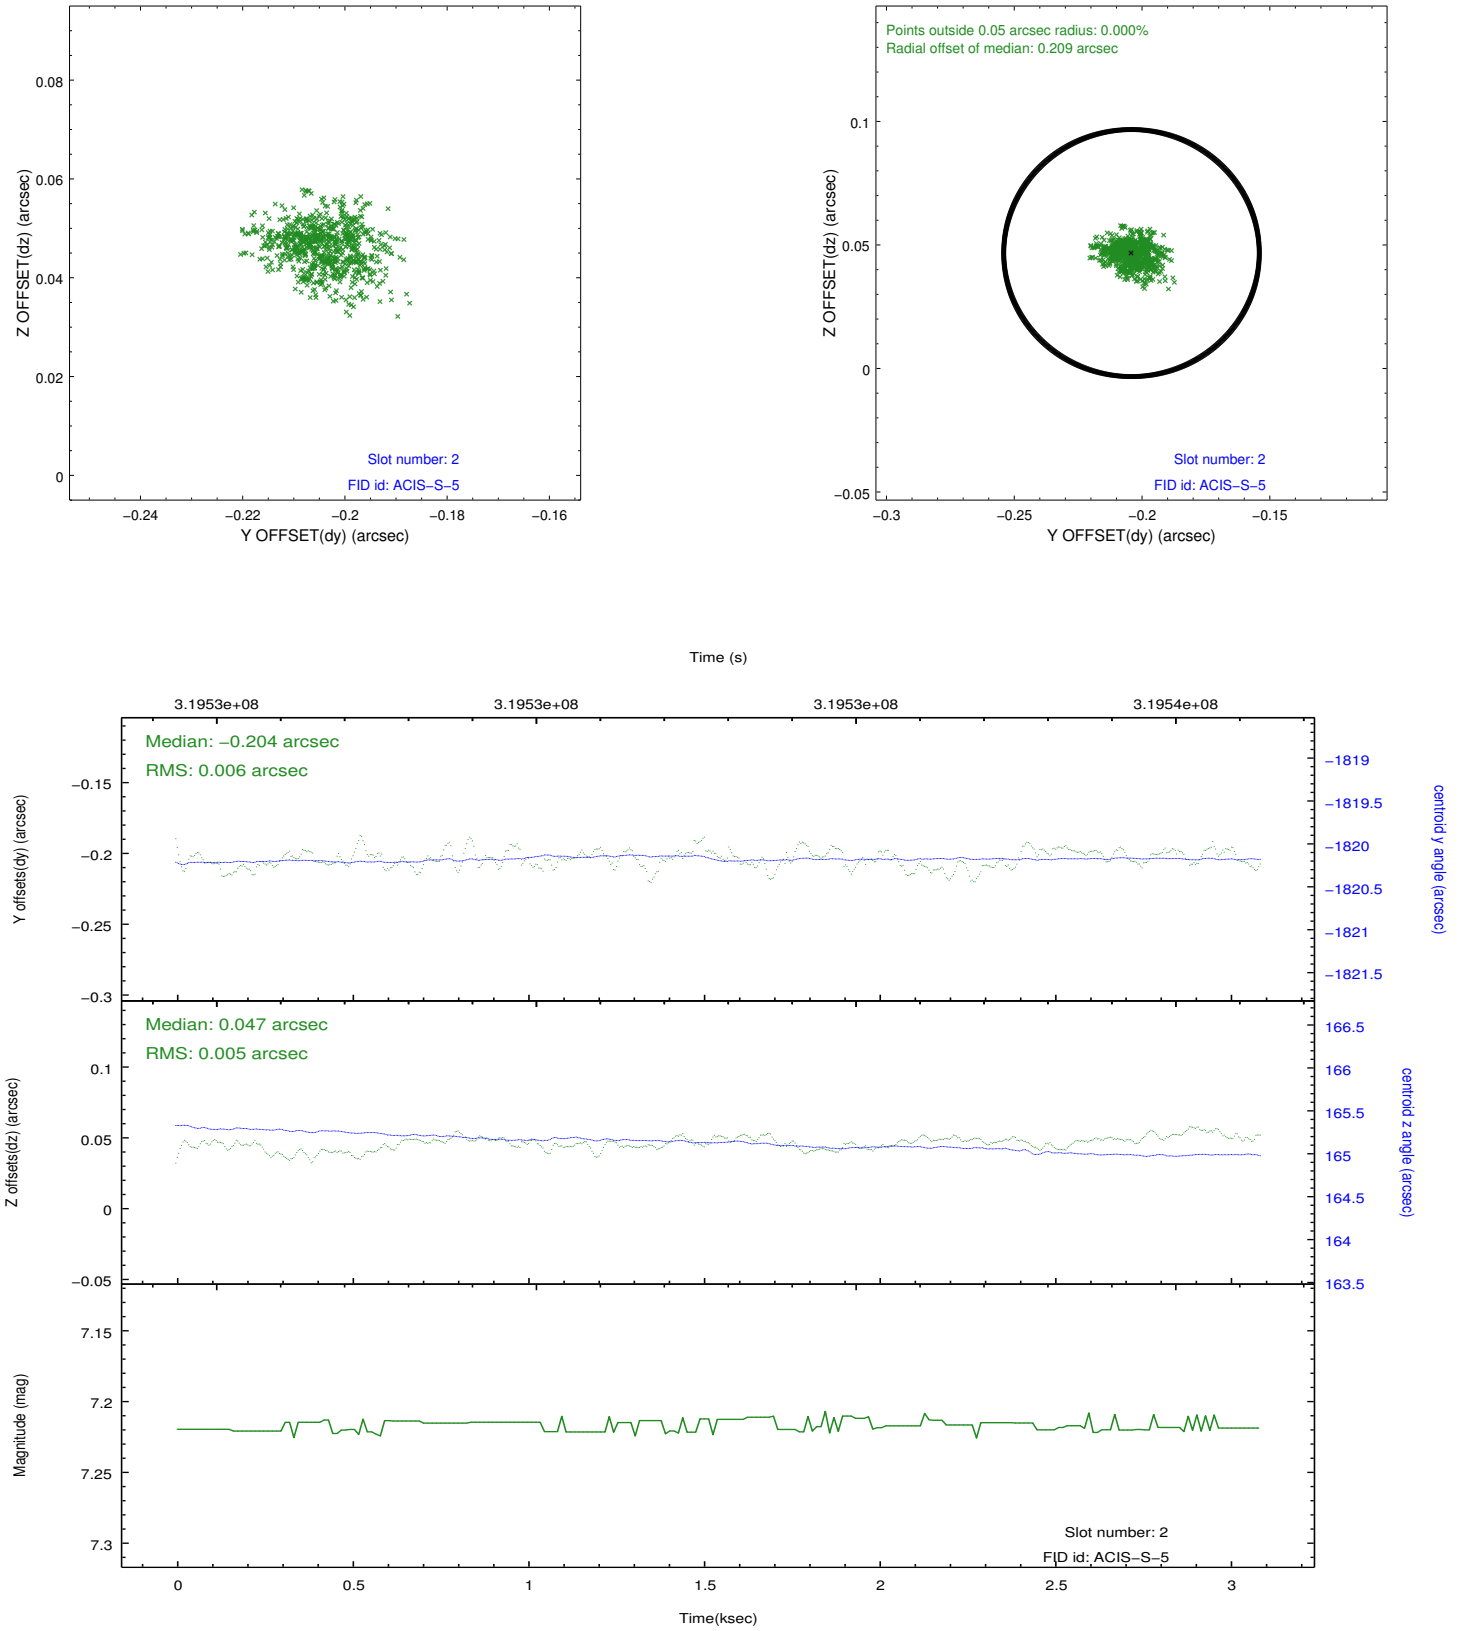 0.08
0.06
0.04
0.02
0
−0.24
−0.22
−0.2
−0.18
−0.16
Z OFFSET(dz) (arcsec)
Y OFFSET(dy) (arcsec)
Slot number: 2
FID id: ACIS−S−5
Points outside 0.05 arcsec radius: 0.000%
Radial offset of median: 0.209 arcsec
0.1
0.05
0
−0.05
−0.3
−0.25
−0.2
−0.15
Z OFFSET(dz) (arcsec)
Y OFFSET(dy) (arcsec)
Slot number: 2
FID id: ACIS−S−5
Time (s)
3.1953e+08
3.1953e+08
3.1953e+08
3.1954e+08
Median: −0.204 arcsec
RMS: 0.006 arcsec
−0.15
−0.2
−0.25
−0.3
Y offsets(dy) (arcsec)
−1819
−1819.5
−1820
−1820.5
−1821
−1821.5
centroid y angle (arcsec)
Median: 0.047 arcsec
RMS: 0.005 arcsec
0.1
0.05
0
−0.05
Z offsets(dz) (arcsec)
166.5
166
165.5
165
164.5
164
163.5
centroid z angle (arcsec)
7.15
7.2
7.25
7.3
Magnitude (mag)
Slot number: 2
FID id: ACIS−S−5
0
0.5
1
1.5
2
2.5
3
Time(ksec)